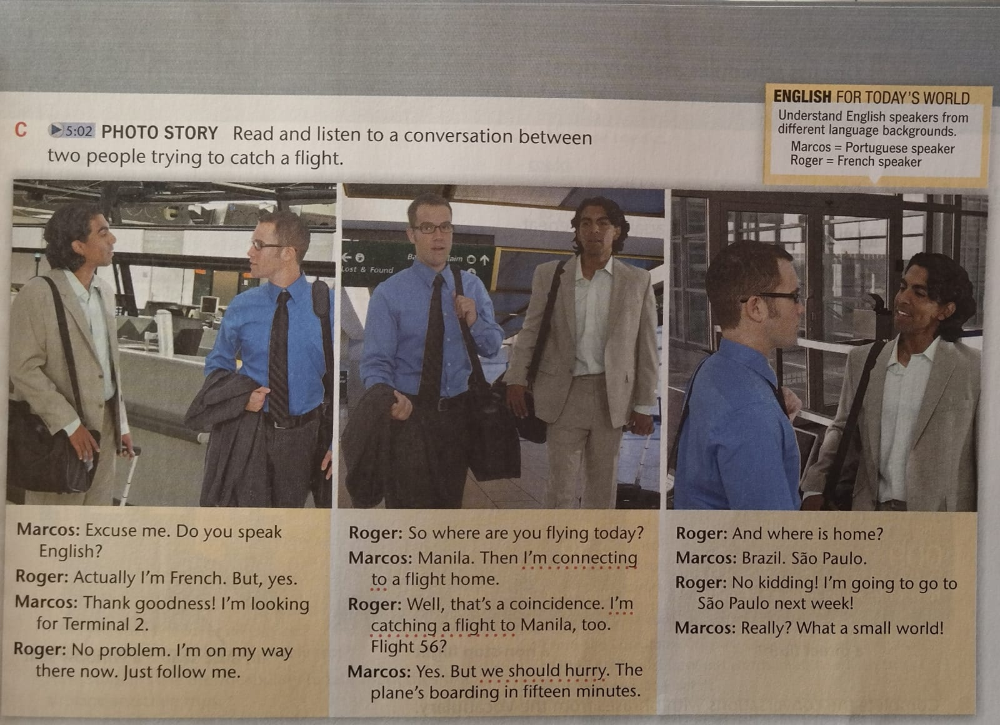 ENGLISH FOR TODAY'S WORLD
Understand English speakers from
different language backgrounds.
Marcos = Portuguese speaker
Roger = French speaker
C 5:02 PHOTO STORY Read and listen to a conversation between
two people trying to catch a flight.
Lost & Found
Marcos: Excuse me. Do you speak
English?
Roger: Actually I'm French. But, yes.
Marcos: Thank goodness! I'm looking
for Terminal 2.
Roger: No problem. I'm on my way
there now. Just follow me.
Roger: So where are you flying today?
Marcos: Manila. Then I'm connecting
to a flight home.
Roger: Well, that's a coincidence. I'm
catching a flight to Manila, too.
Flight 56?
Marcos: Yes. But we should hurry. The
plane's boarding in fifteen minutes.
Roger: And where is home?
Marcos: Brazil. São Paulo.
Roger: No kidding! I'm going to go to
São Paulo next week!
Marcos: Really? What a small world!